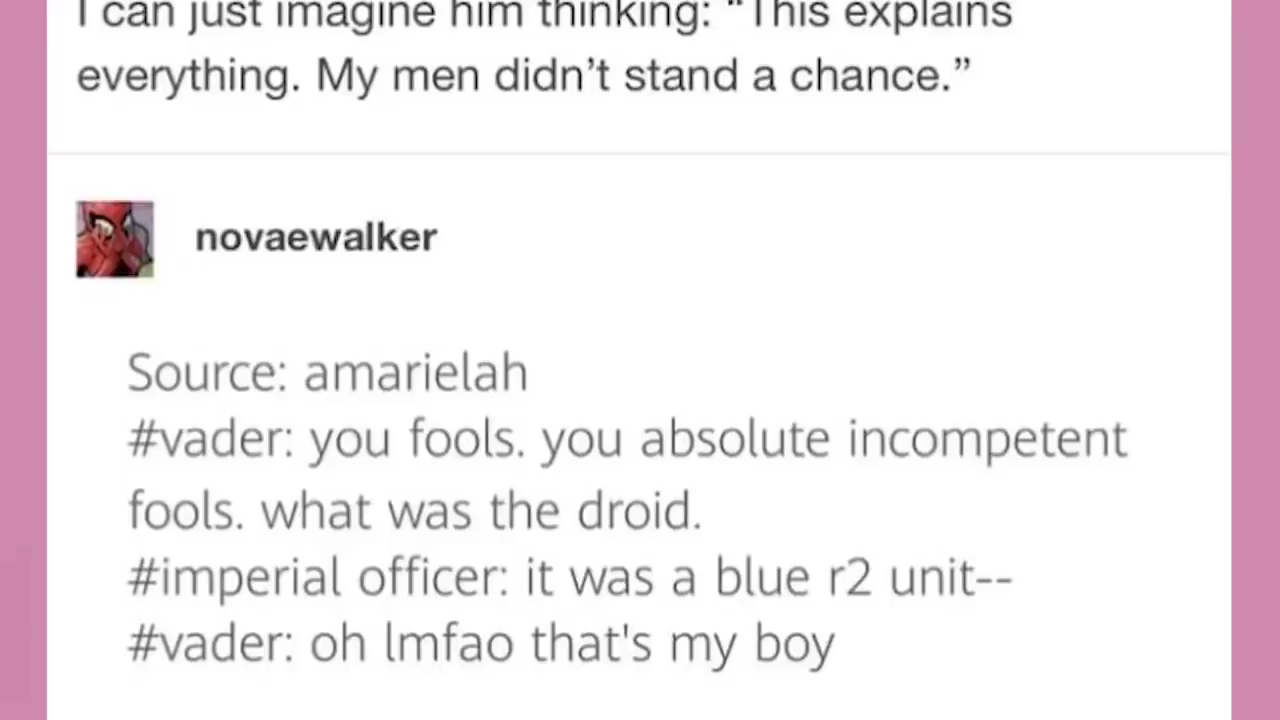 I can just imagine him thinking: “This explains
everything. My men didn’t stand a chance.”
novaewalker
Source: amarielah
#vader: you fools. you absolute incompetent
fools. what was the droid.
#imperial officer: it was a blue r2 unit--
#vader: oh lmfao that's my boy